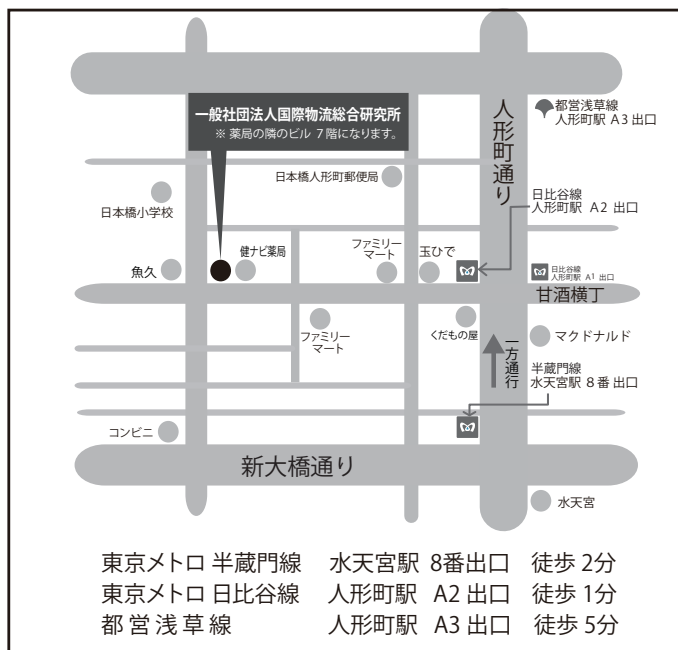 一般社団法人国際物流総合研究所
※ 薬局の隣のビル 7階になります。
人形町通り
都営浅草線
人形町駅 A3 出口
日本橋人形町郵便局
日比谷線
人形町駅 A2 出口
日本橋小学校
魚久
健ナビ薬局
ファミリー
マート
玉ひで
日比谷線
人形町駅 A1 出口
甘酒横丁
ファミリー
マート
くだもの屋
一方通行
マクドナルド
半蔵門線
水天宮駅 8番 出口
コンビニ
新大橋通り
水天宮
東京メトロ 半蔵門線 水天宮駅 8番出口 徒歩 2分
東京メトロ 日比谷線 人形町駅 A2 出口 徒歩 1分
都営浅草線 人形町駅 A3 出口 徒歩 5分